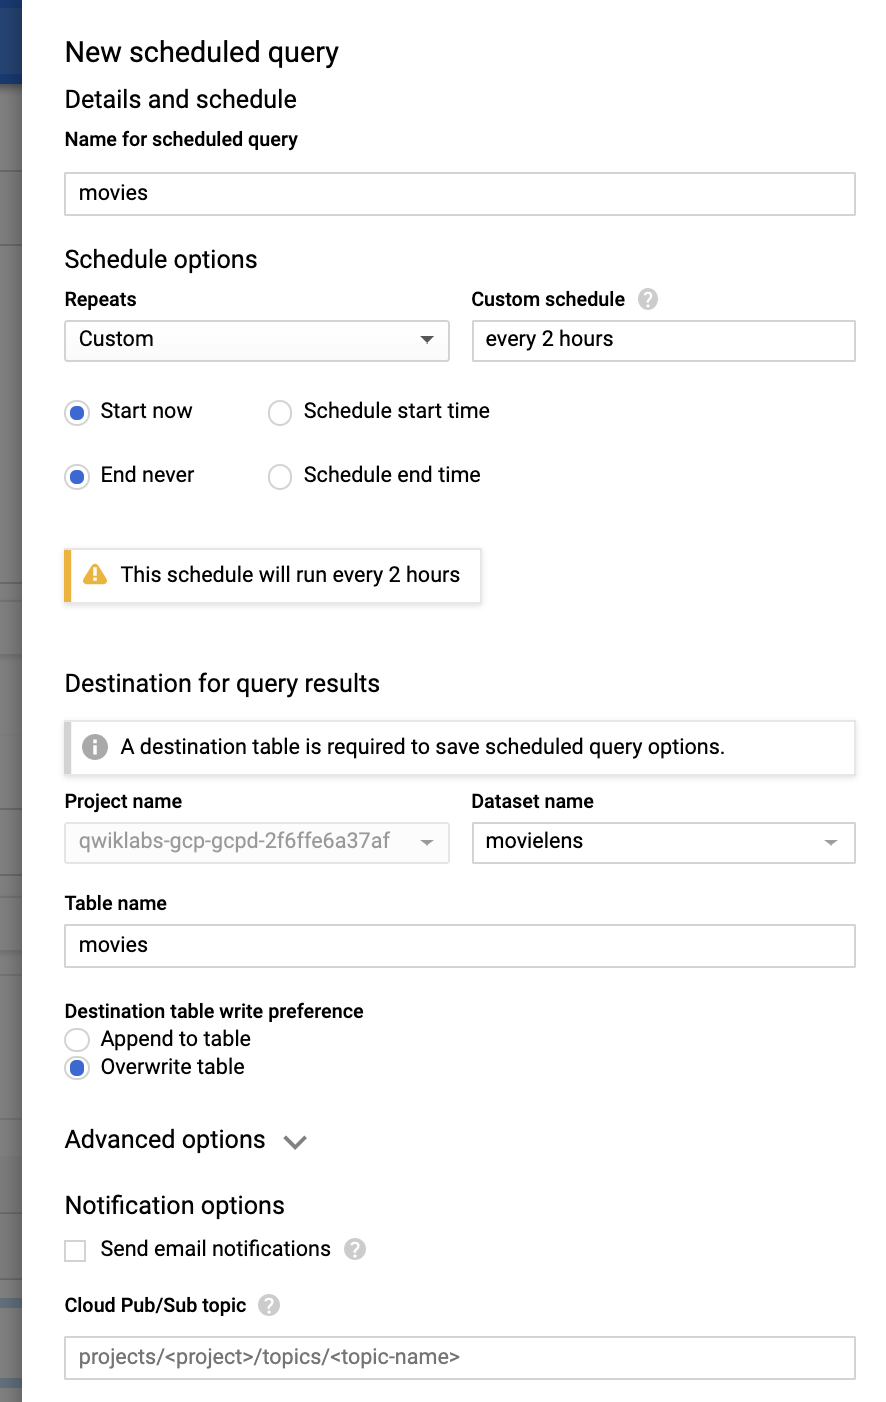 New scheduled query
Details and schedule
Name for scheduled query
movies
Schedule options
Repeats
Custom schedule
Custom
every 2 hours
Start now
Schedule start time
End never
Schedule end time
This schedule will run every 2 hours
Destination for query results
A destination table is required to save scheduled query options.
Project name
Dataset name
qwiklabs-gcp-gcpd-2f6ffe6a37af
movielens
Table name
movies
Destination table write preference
Append to table
Overwrite table
Advanced options
Notification options
Send email notifications
Cloud Pub/Sub topic
projects/<project>/topics/<topic-name>